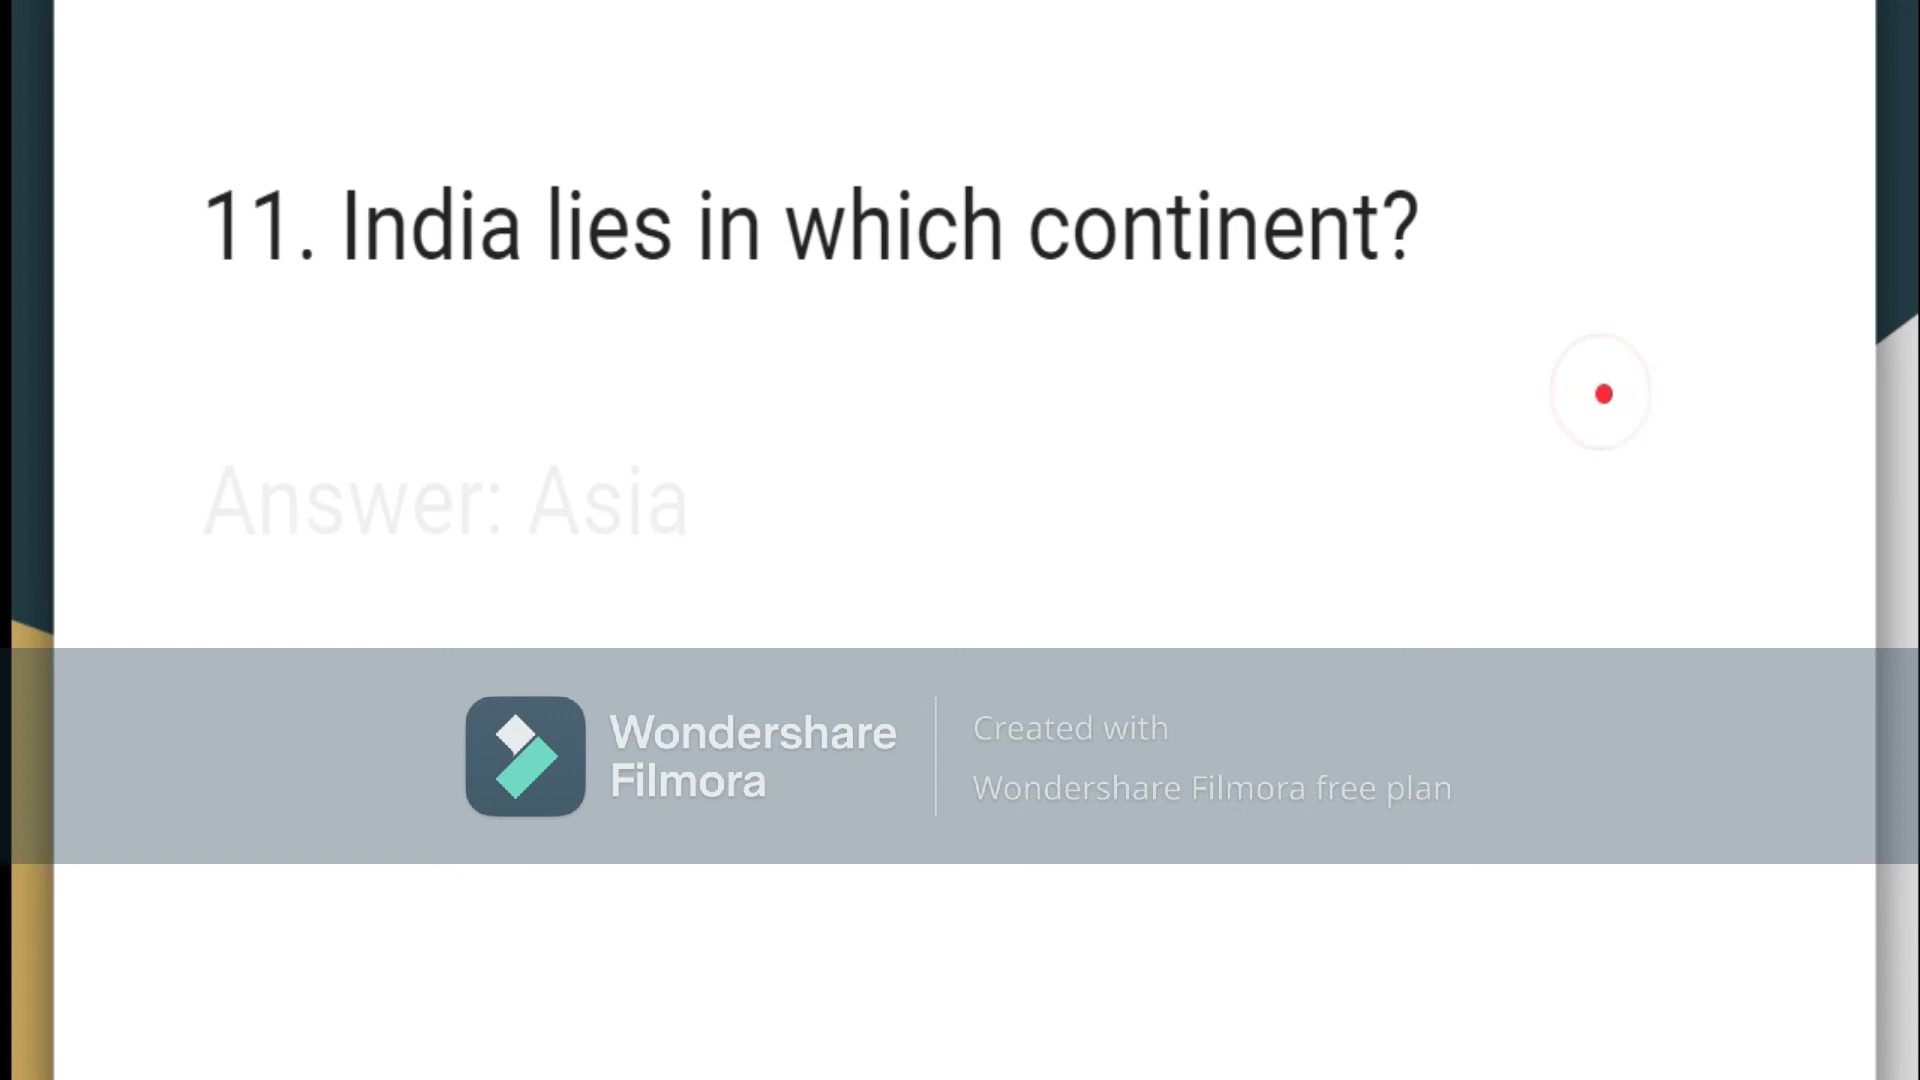 11. India lies in which continent?
Answer: Asia
Wondershare
Filmora
Created with
Wondershare Filmora free plan